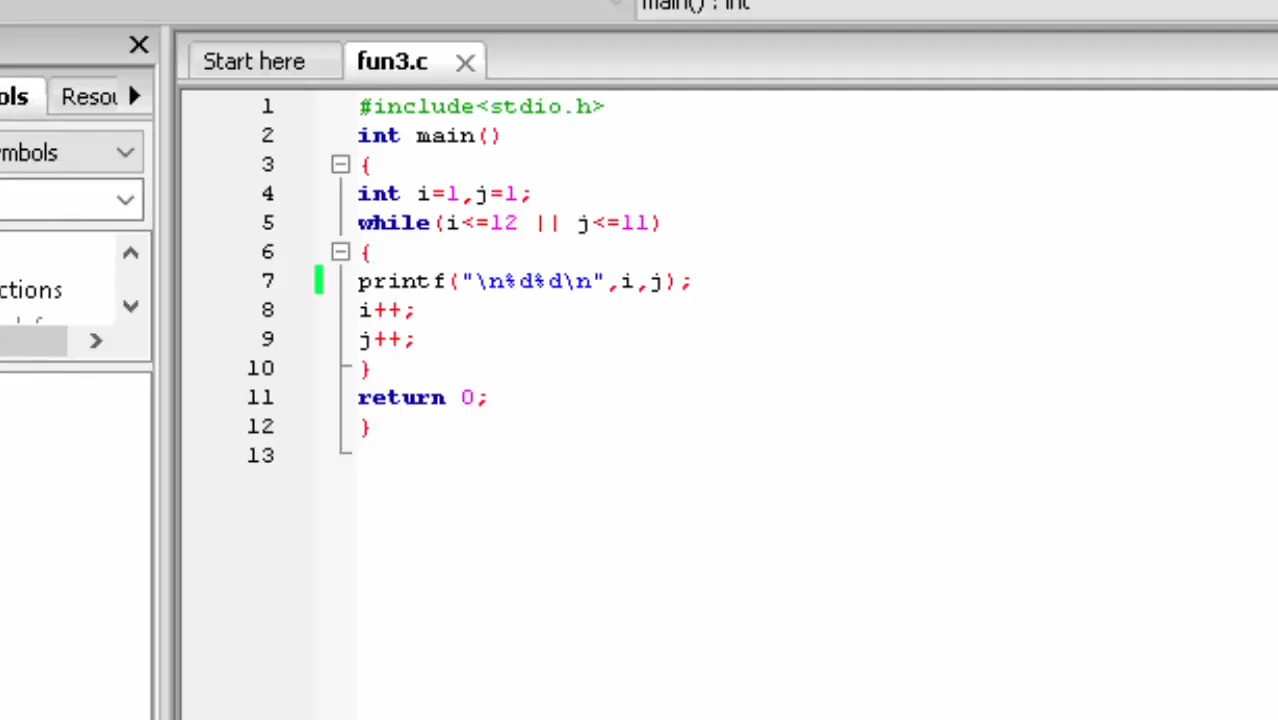 main() : int
Start here fun3.c
ols Resou
mbols
ctions
1 #include<stdio.h>
2 int main()
3 {
4 int i=1,j=1;
5 while(i<=12 || j<=11)
6 {
7 printf("\n%d%d\n",i,j);
8 i++;
9 j++;
10 }
11 return 0;
12 }
13